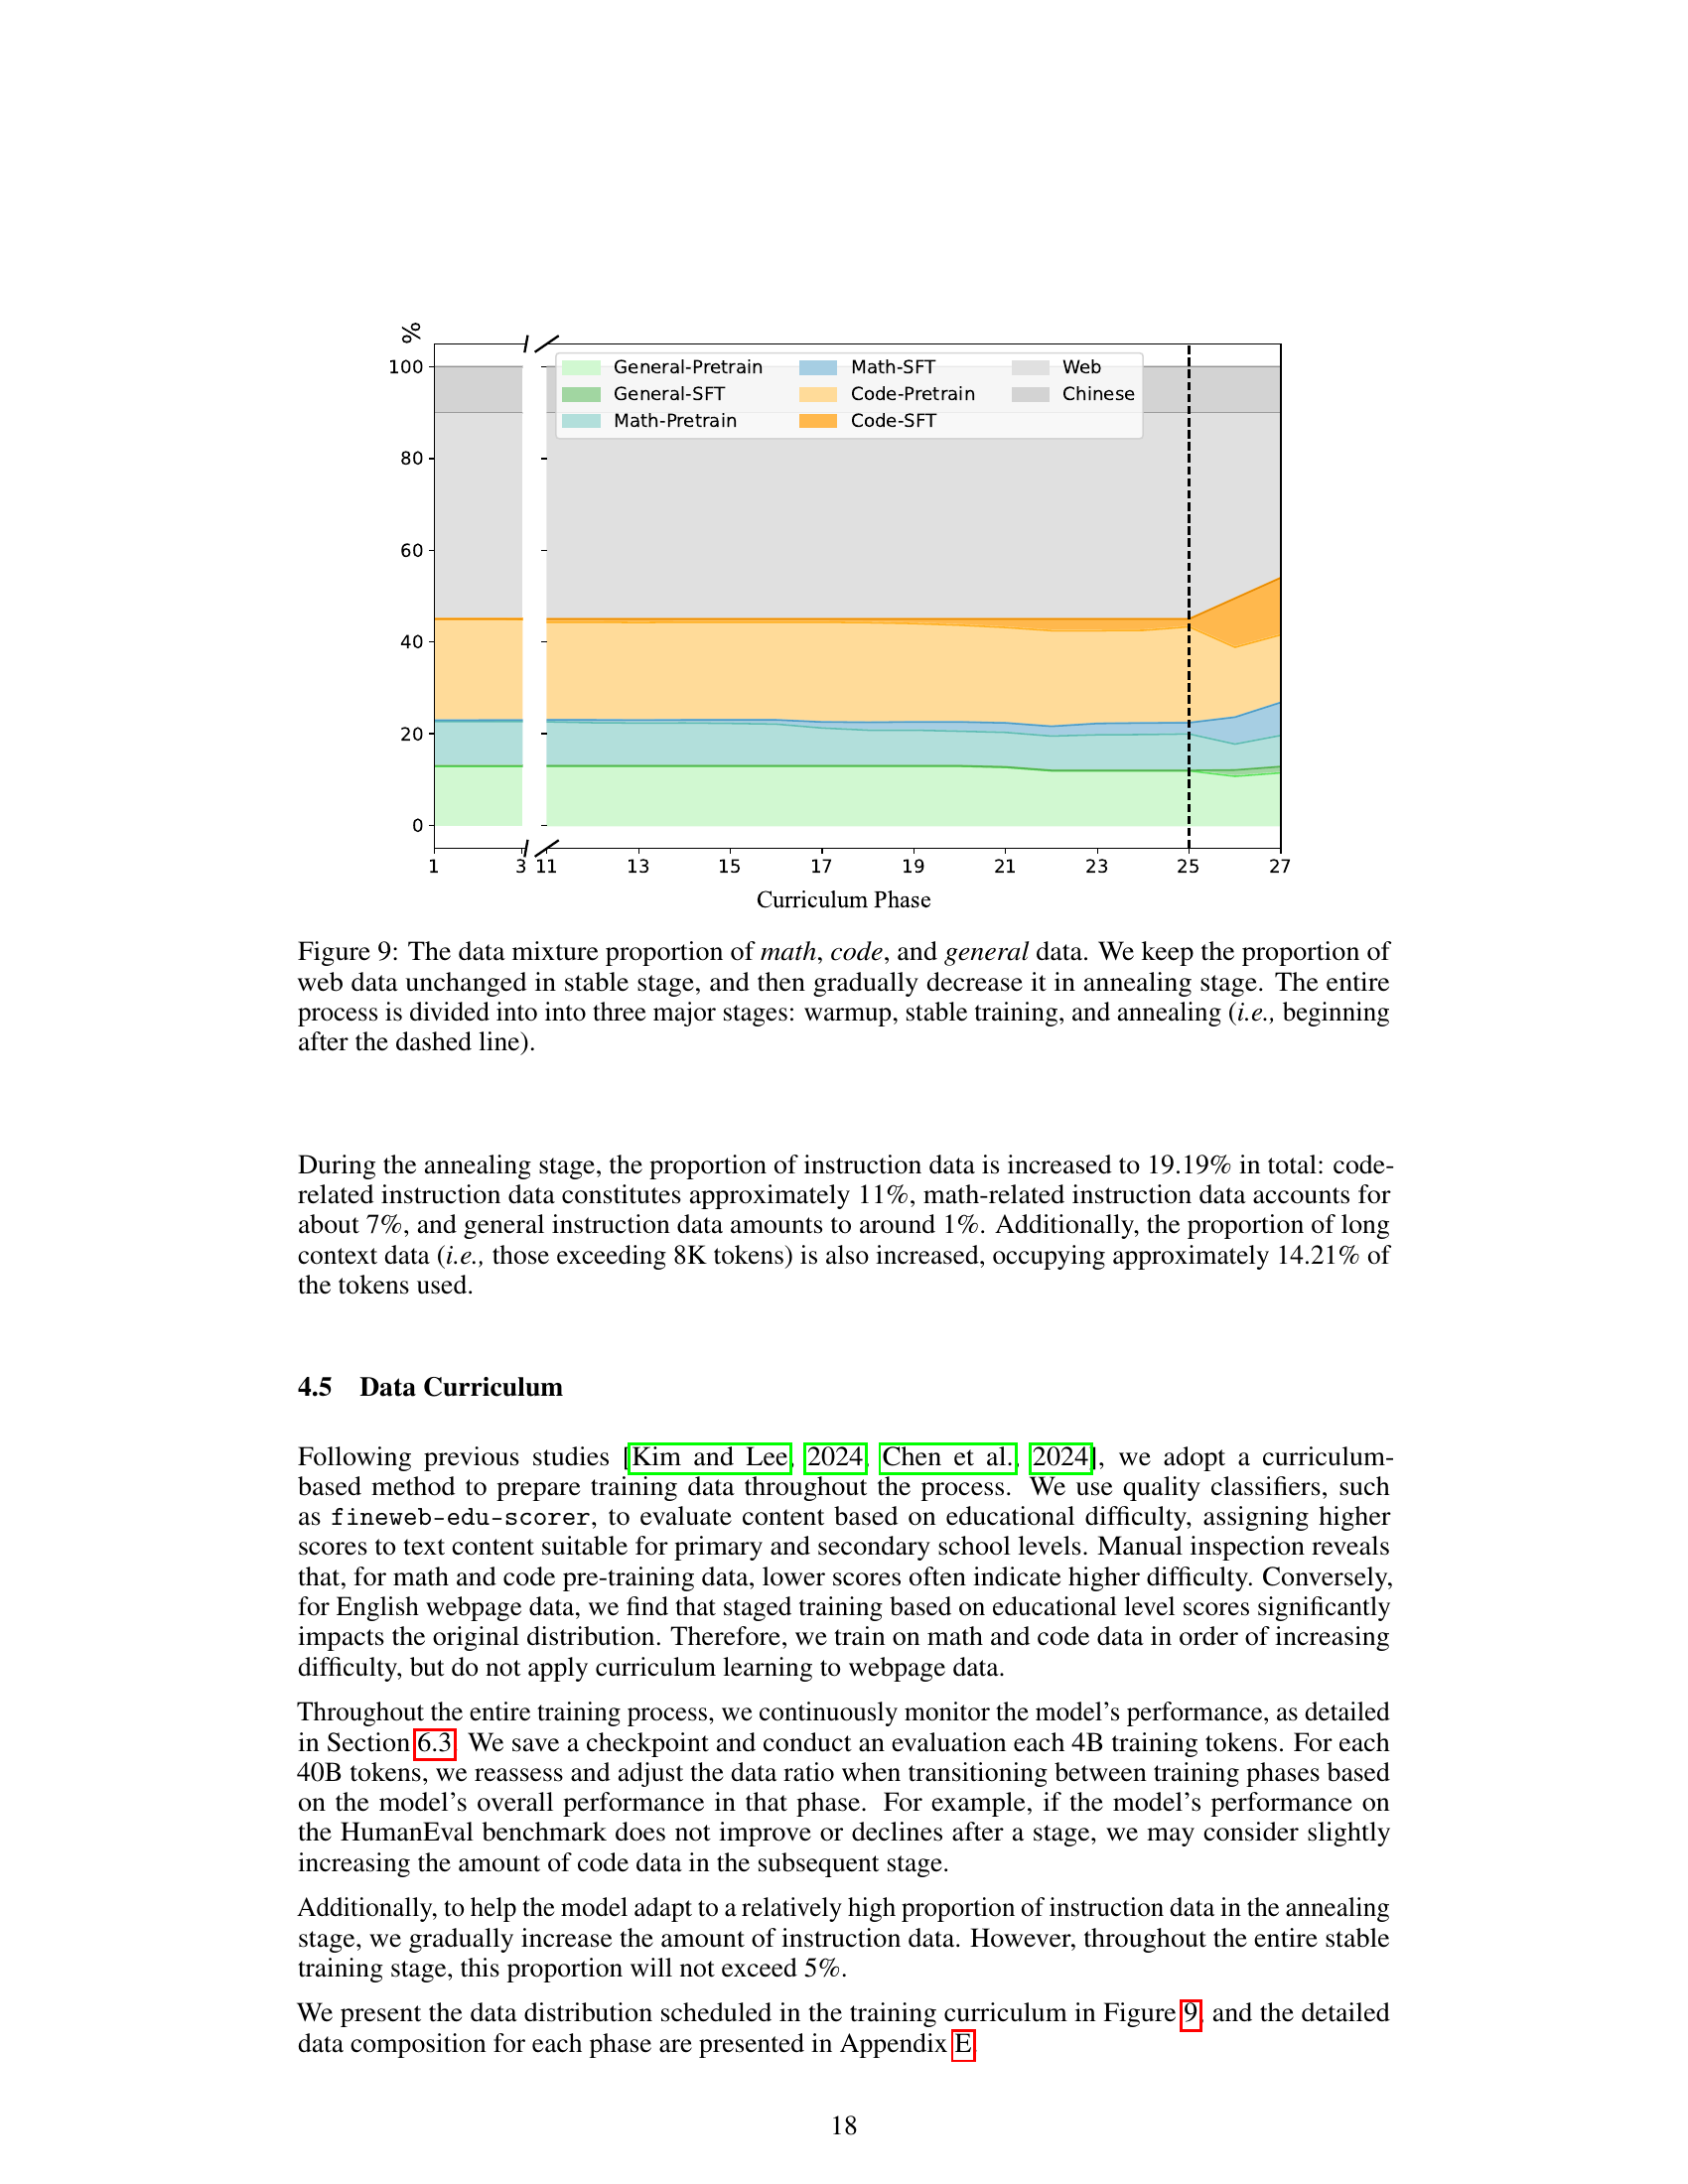 %
100
80
60
40
20
0
General-Pretrain
General-SFT
Math-Pretrain
Math-SFT
Code-Pretrain
Code-SFT
Web
Chinese
1 3 11 13 15 17 19 21 23 25 27
Curriculum Phase
Figure 9: The data mixture proportion of math, code, and general data. We keep the proportion of
web data unchanged in stable stage, and then gradually decrease it in annealing stage. The entire
process is divided into into three major stages: warmup, stable training, and annealing (i.e., beginning
after the dashed line).
During the annealing stage, the proportion of instruction data is increased to 19.19% in total: code-
related instruction data constitutes approximately 11%, math-related instruction data accounts for
about 7%, and general instruction data amounts to around 1%. Additionally, the proportion of long
context data (i.e., those exceeding 8K tokens) is also increased, occupying approximately 14.21% of
the tokens used.
4.5 Data Curriculum
Following previous studies [Kim and Lee, 2024, Chen et al., 2024], we adopt a curriculum-
based method to prepare training data throughout the process. We use quality classifiers, such
as fineweb-edu-scorer, to evaluate content based on educational difficulty, assigning higher
scores to text content suitable for primary and secondary school levels. Manual inspection reveals
that, for math and code pre-training data, lower scores often indicate higher difficulty. Conversely,
for English webpage data, we find that staged training based on educational level scores significantly
impacts the original distribution. Therefore, we train on math and code data in order of increasing
difficulty, but do not apply curriculum learning to webpage data.
Throughout the entire training process, we continuously monitor the model's performance, as detailed
in Section 6.3. We save a checkpoint and conduct an evaluation each 4B training tokens. For each
40B tokens, we reassess and adjust the data ratio when transitioning between training phases based
on the model's overall performance in that phase. For example, if the model's performance on
the HumanEval benchmark does not improve or declines after a stage, we may consider slightly
increasing the amount of code data in the subsequent stage.
Additionally, to help the model adapt to a relatively high proportion of instruction data in the annealing
stage, we gradually increase the amount of instruction data. However, throughout the entire stable
training stage, this proportion will not exceed 5%.
We present the data distribution scheduled in the training curriculum in Figure 9, and the detailed
data composition for each phase are presented in Appendix E.
18